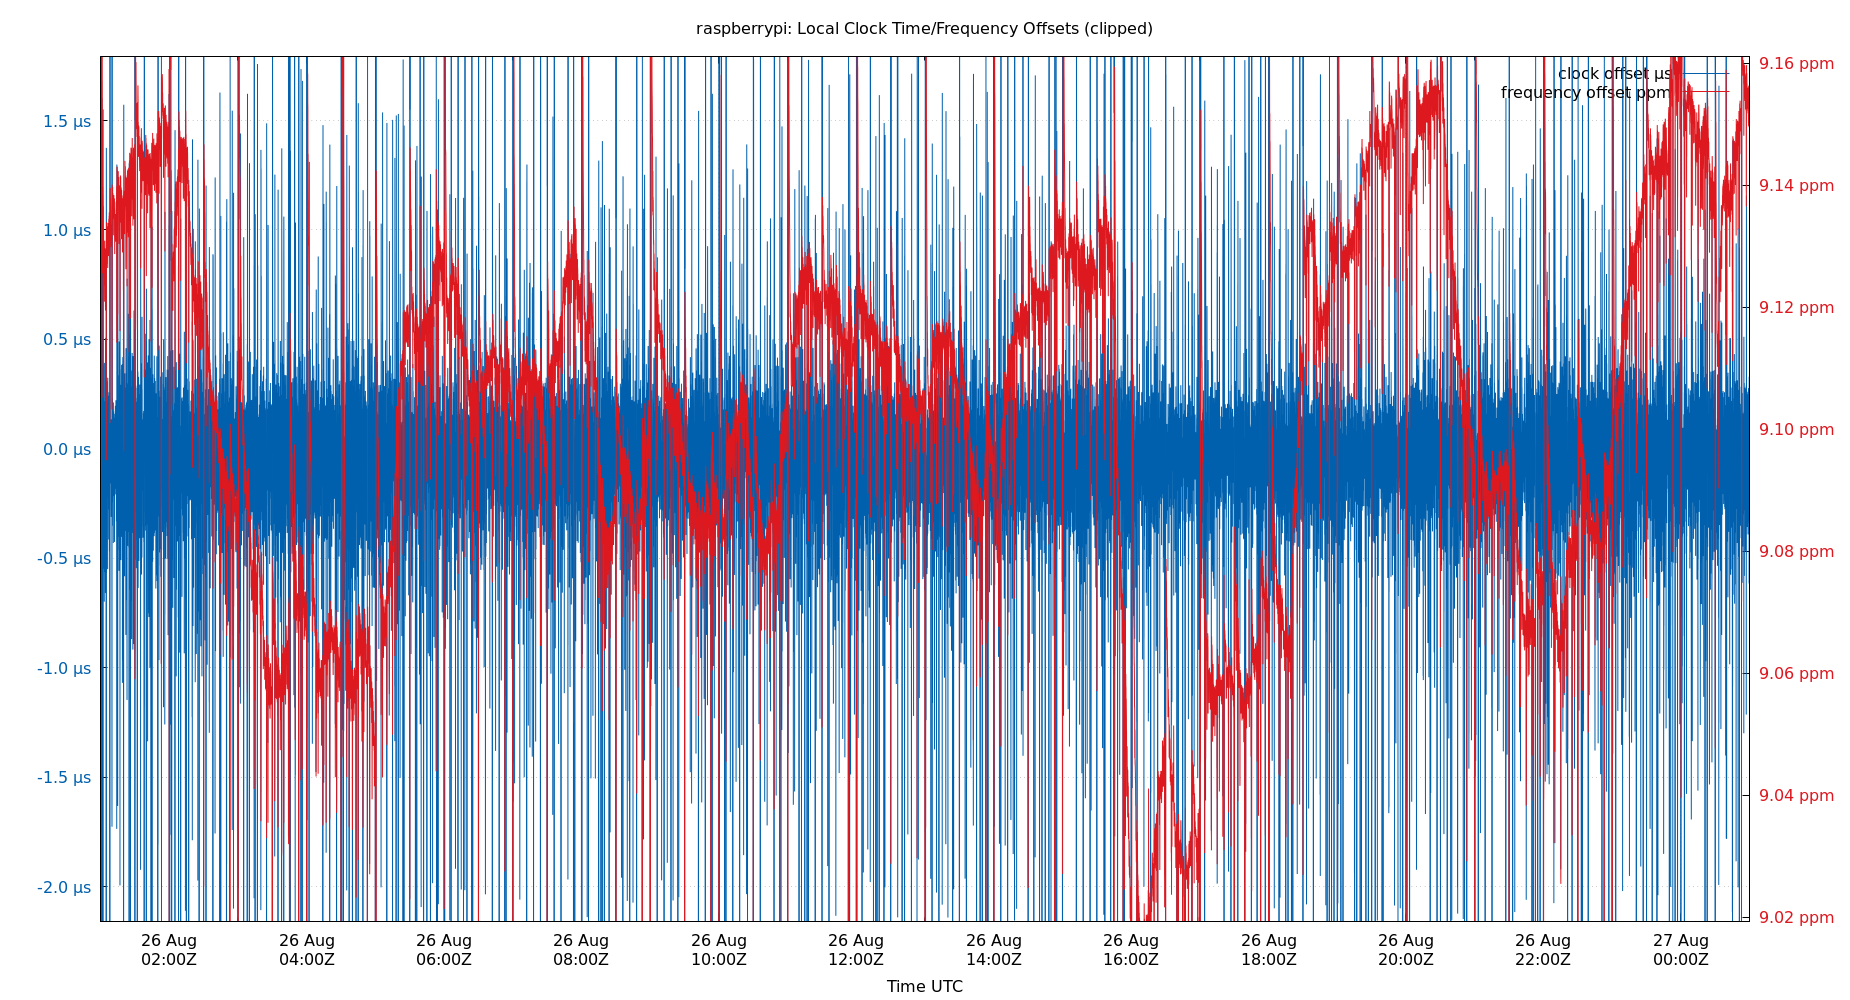 raspberrypi: Local Clock Time/Frequency Offsets (clipped)
clock offset µs
frequency offset ppm
1.5 µs
1.0 µs
0.5 µs
0.0 µs
-0.5 µs
-1.0 µs
-1.5 µs
-2.0 µs
9.16 ppm
9.14 ppm
9.12 ppm
9.10 ppm
9.08 ppm
9.06 ppm
9.04 ppm
9.02 ppm
26 Aug 26 Aug 26 Aug 26 Aug 26 Aug 26 Aug 26 Aug 26 Aug 26 Aug 26 Aug 26 Aug 27 Aug
02:00Z 04:00Z 06:00Z 08:00Z 10:00Z 12:00Z 14:00Z 16:00Z 18:00Z 20:00Z 22:00Z 00:00Z
Time UTC